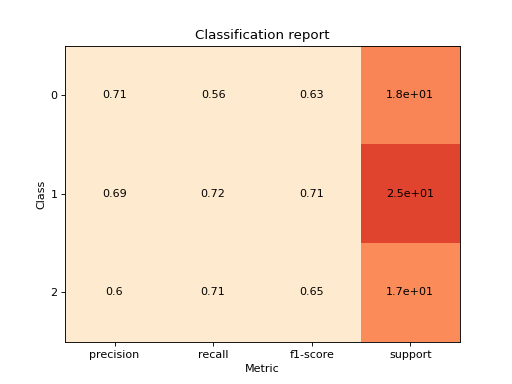 Classification report
0 0.71 0.56 0.63 1.8e+01
1 0.69 0.72 0.71 2.5e+01
2 0.6 0.71 0.65 1.7e+01
Class
precision recall f1-score support
Metric